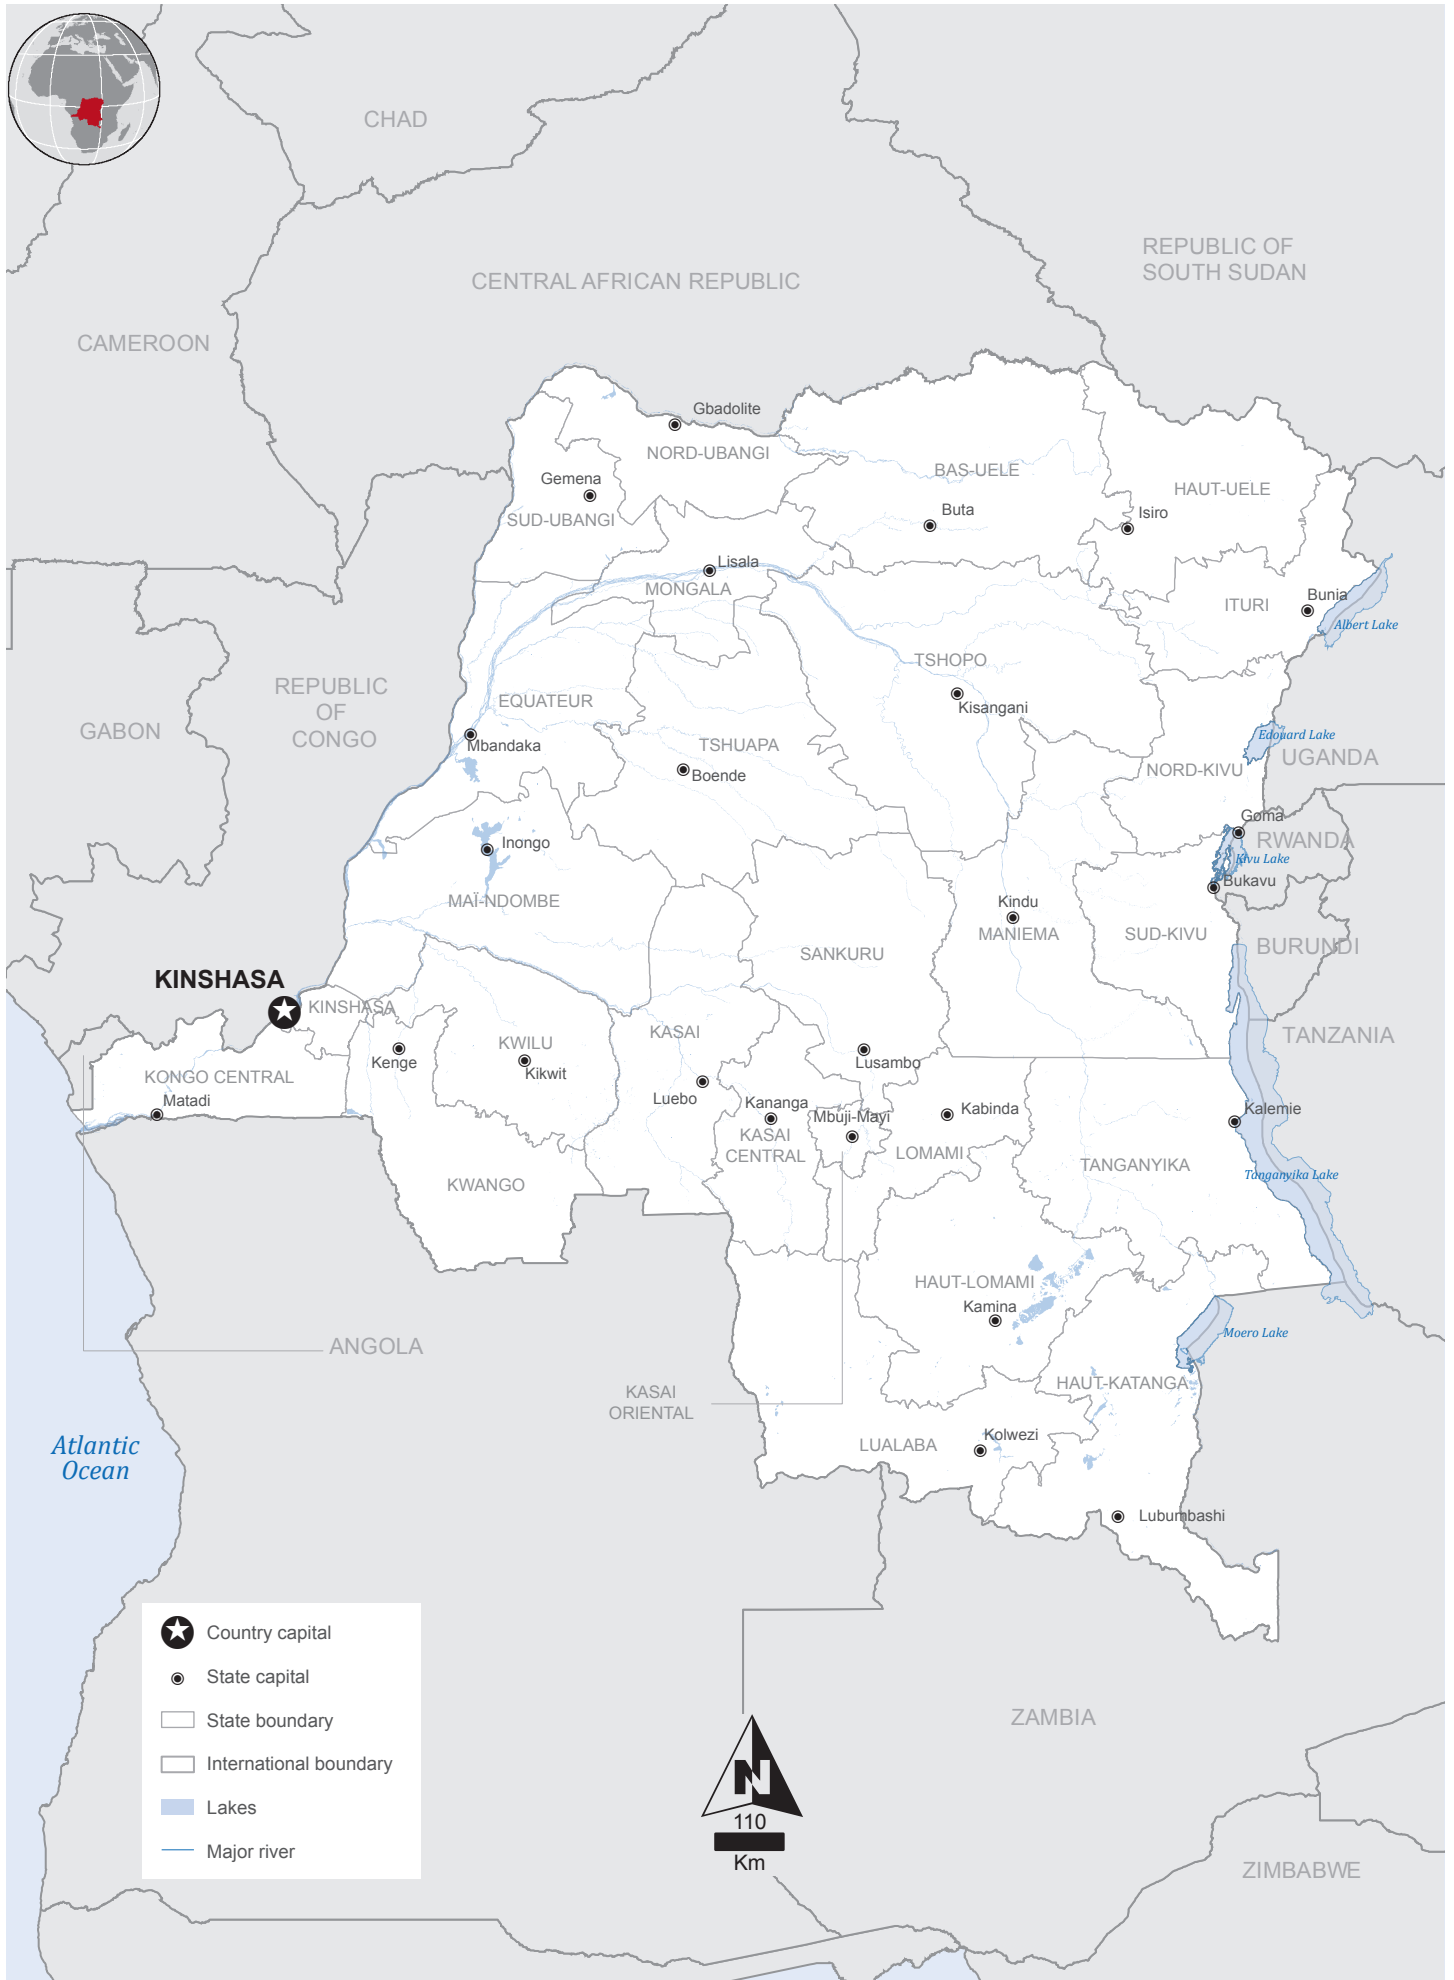 CHAD
REPUBLIC OF
SOUTH SUDAN
CENTRAL AFRICAN REPUBLIC
CAMEROON
Gbadolite
NORD-UBANGI
BAS-UELE
Gemena
HAUT-UELE
Buta
Isiro
SUD-UBANGI
Lisala
MONGALA
Bunia
ITURI
Albert Lake
TSHOPO
REPUBLIC
OF
CONGO
EQUATEUR
Kisangani
GABON
Mbandaka
TSHUAPA
Edouard Lake
UGANDA
NORD-KIVU
Boende
Goma
RWANDA
Inongo
Kivu Lake
Bukavu
MAÏ-NDOMBE
Kindu
MANIEMA
SUD-KIVU
BURUNDI
SANKURU
KINSHASA
KINSHASA
KASAI
TANZANIA
KWILU
Kenge
Kikwit
Lusambo
KONGO CENTRAL
Matadi
Luebo
Kananga
Mbuji-Mayi
Kabinda
Kalemie
KASAI
CENTRAL
LOMAMI
TANGANYIKA
Tanganyika Lake
KWANGO
HAUT-LOMAMI
Kamina
Moero Lake
ANGOLA
HAUT-KATANGA
KASAI
ORIENTAL
Kolwezi
LUALABA
Atlantic
Ocean
Lubumbashi
Country capital
State capital
State boundary
International boundary
Lakes
Major river
ZAMBIA
N
110
Km
ZIMBABWE